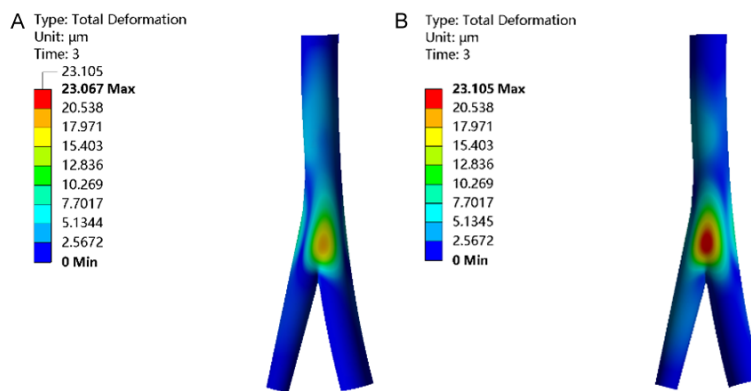 A
Type: Total Deformation
Unit: µm
Time: 3
23.105
23.067 Max
20.538
17.971
15.403
12.836
10.269
7.7017
5.1344
2.5672
0 Min
B
Type: Total Deformation
Unit: µm
Time: 3
23.105 Max
20.538
17.971
15.403
12.836
10.269
7.7017
5.1345
2.5672
0 Min